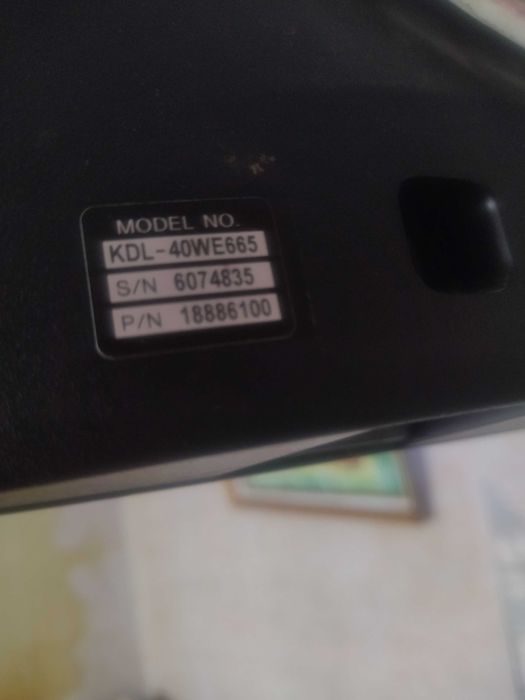 MODEL NO.
KDL-40WE665
S/N 6074835
P/N 18886100